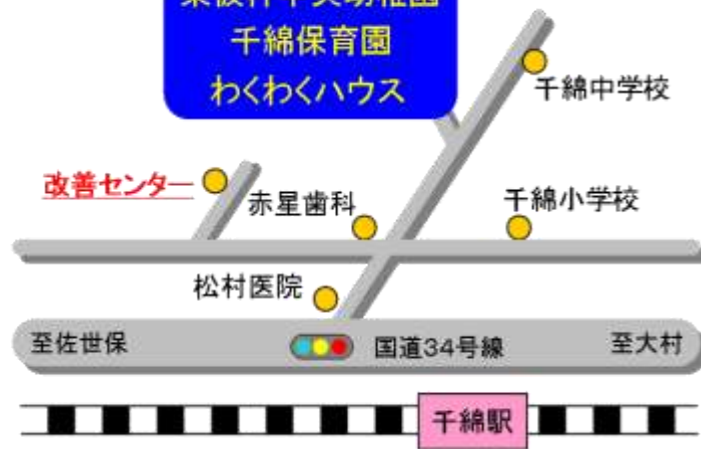 千綿保育園
わくわくハウス
千綿中学校
改善センター
赤星歯科
千綿小学校
松村医院
至佐世保
国道34号線
至大村
千綿駅